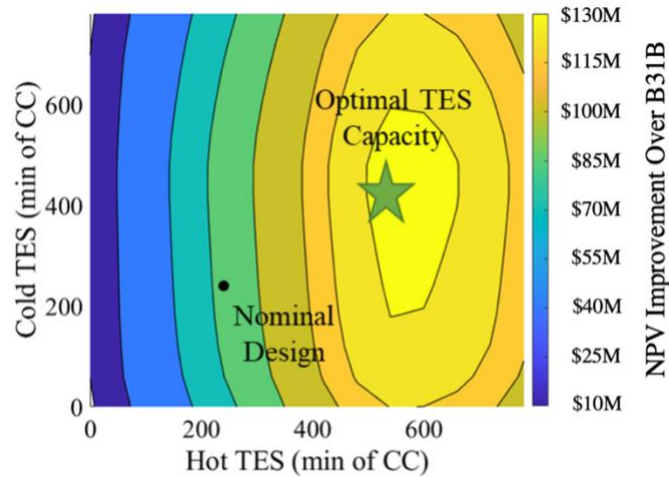 $130M
$115M
$100M
$85M
$70M
$55M
$40M
$25M
$10M
NPV Improvement Over B31B
Cold TES (min of CC)
600
400
200
0
Optimal TES
Capacity
Nominal
Design
0 200 400 600
Hot TES (min of CC)